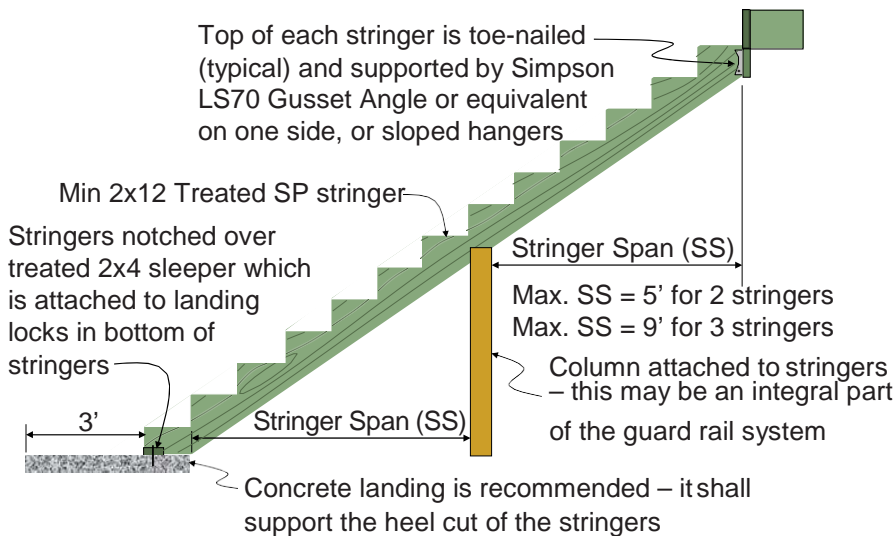 Top of each stringer is toe-nailed
(typical) and supported by Simpson
LS70 Gusset Angle or equivalent
on one side, or sloped hangers
Min 2x12 Treated SP stringer
Stringers notched over
treated 2x4 sleeper which
is attached to landing
locks in bottom of
stringers
Stringer Span (SS)
Max. SS = 5’ for 2 stringers
Max. SS = 9’ for 3 stringers
Column attached to stringers
– this may be an integral part
of the guard rail system
3’
Stringer Span (SS)
Concrete landing is recommended – it shall
support the heel cut of the stringers